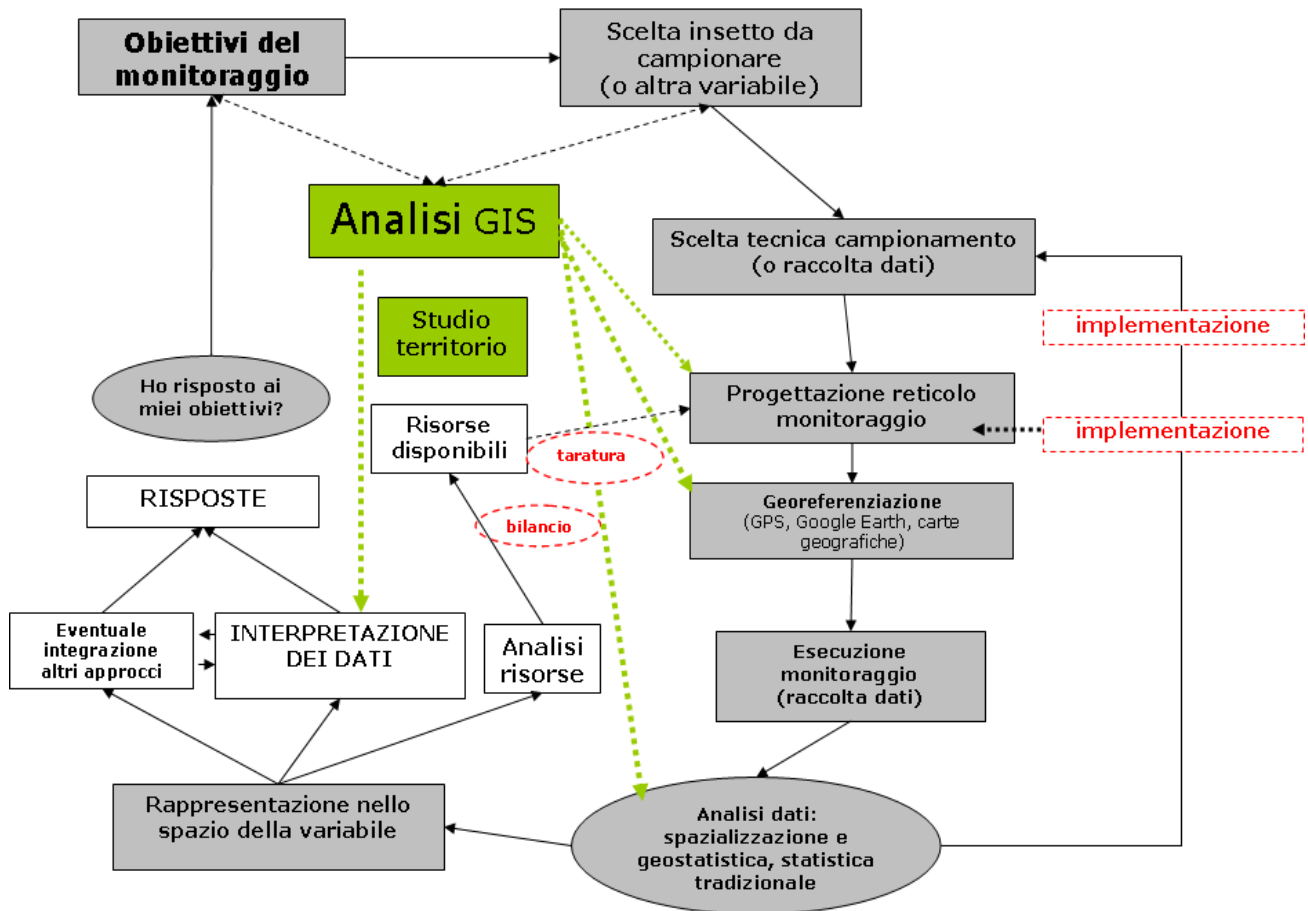 Obiettivi del
monitoraggio
Scelta insetto da
campionare
(o altra variabile)
Analisi GIS
Scelta tecnica campionamento
(o raccolta dati)
Studio
territorio
implementazione
Ho risposto ai
miei obiettivi?
Progettazione reticolo
monitoraggio
implementazione
Risorse
disponibili
taratura
RISPOSTE
bilancio
Georeferenziazione
(GPS, Google Earth, carte
geografiche)
Eventuale
integrazione
altri approcci
INTERPRETAZIONE
DEI DATI
Analisi
risorse
Esecuzione
monitoraggio
(raccolta dati)
Rappresentazione nello
spazio della variabile
Analisi dati:
spazializzazione e
geostatistica, statistica
tradizionale